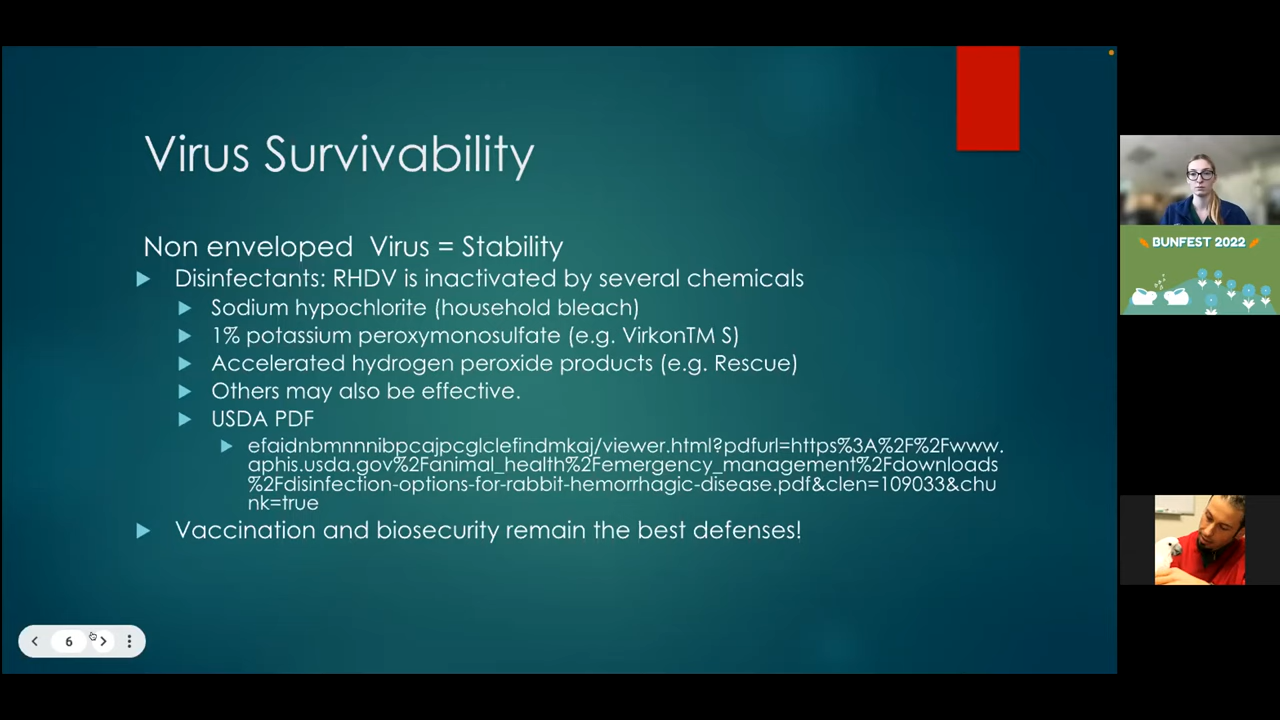 Virus Survivability
Non enveloped Virus = Stability
Disinfectants: RHDV is inactivated by several chemicals
Sodium hypochlorite (household bleach)
1% potassium peroxymonosulfate (e.g. VirkonTM S)
Accelerated hydrogen peroxide products (e.g. Rescue)
Others may also be effective.
USDA PDF
efaidnbmnnnibpcajpcglclefindmkaj/viewer.html?pdfurl=https%3A%2F%2Fwww.
aphis.usda.gov%2Fanimal_health%2Femergency_management%2Fdownloads
%2Fdisinfection-options-for-rabbit-hemorrhagic-disease.pdf&clen=109033&chu
nk=true
Vaccination and biosecurity remain the best defenses!
6
BUNFEST 2022